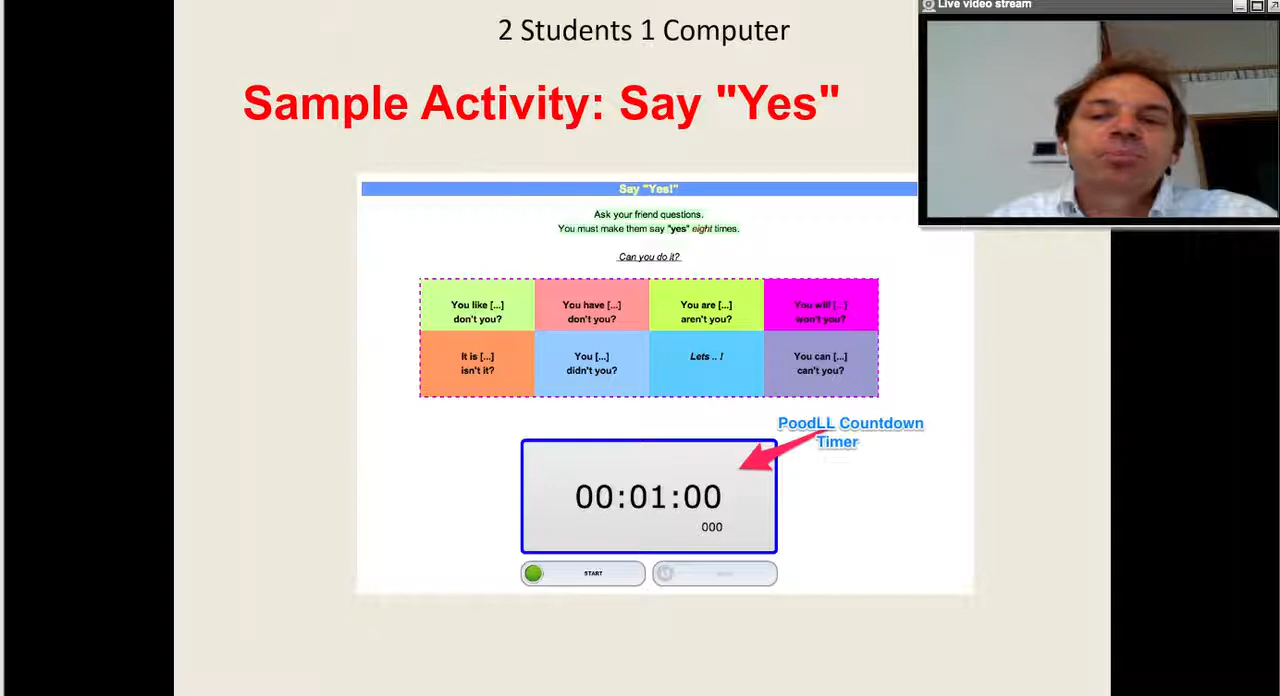 Live video stream
2 Students 1 Computer
Sample Activity: Say "Yes"
Say "Yes!"
Ask your friend questions.
You must make them say "yes" eight times.
Can you do it?
You like [...]
don't you?
You have [...]
don't you?
You are [...]
aren't you?
You will [...]
won't you?
It is [...]
isn't it?
You [...]
didn't you?
Lets .. !
You can [...]
can't you?
PoodLL Countdown
Timer
00:01:00
000
START